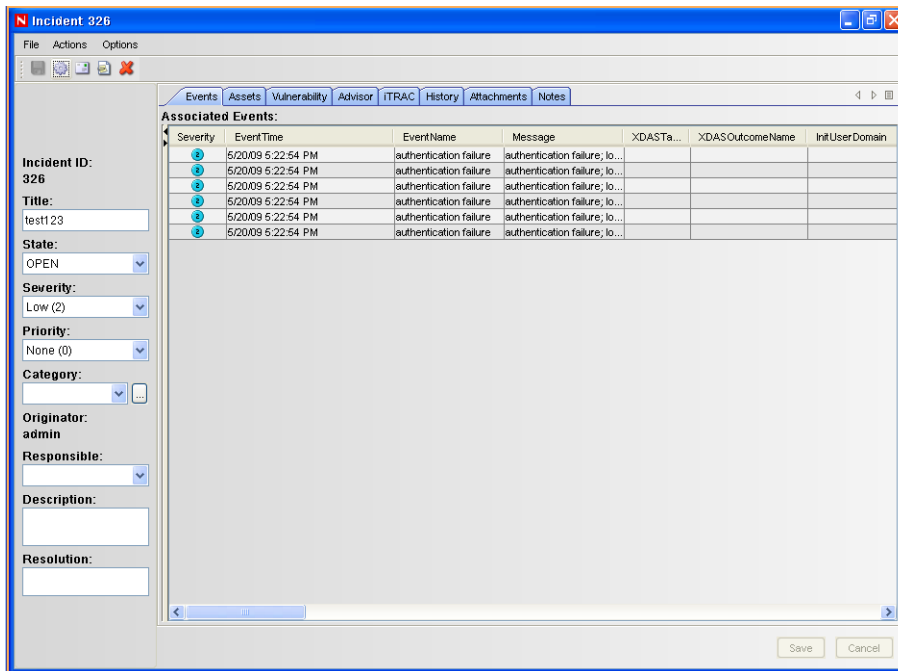 Incident 326
File Actions Options
Events Assets Vulnerability Advisor iTRAC History Attachments Notes
Associated Events:
Severity EventTime EventName Message XDASTa... XDASOutcomeName InitUserDomain
2 5/20/09 5:22:54 PM authentication failure authentication failure; lo...
2 5/20/09 5:22:54 PM authentication failure authentication failure; lo...
2 5/20/09 5:22:54 PM authentication failure authentication failure; lo...
2 5/20/09 5:22:54 PM authentication failure authentication failure; lo...
2 5/20/09 5:22:54 PM authentication failure authentication failure; lo...
2 5/20/09 5:22:54 PM authentication failure authentication failure; lo...
Incident ID:
326
Title:
test123
State:
OPEN
Severity:
Low (2)
Priority:
None (0)
Category:
...
Originator:
admin
Responsible:
Description:
Resolution:
Save Cancel